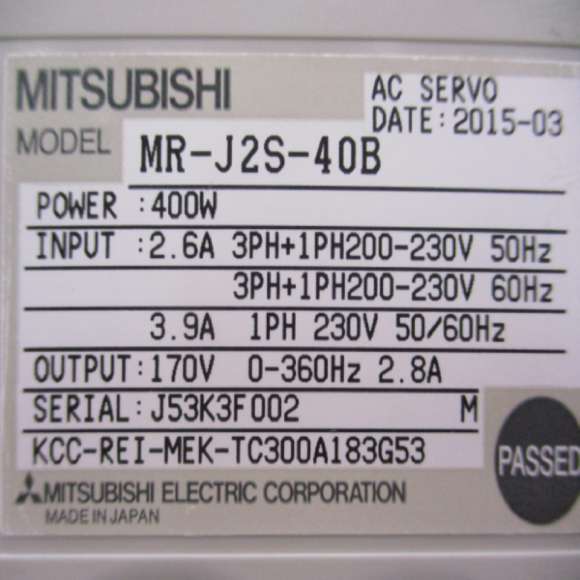 MITSUBISHI
AC SERVO
DATE:2015-03
MODEL MR-J2S-40B
POWER :400W
INPUT :2.6A 3PH+1PH200-230V 50Hz
3PH+1PH200-230V 60Hz
3.9A 1PH 230V 50/60Hz
OUTPUT:170V 0-360Hz 2.8A
SERIAL:J53K3F002 M
KCC-REI-MEK-TC300A183G53
PASSED
MITSUBISHI ELECTRIC CORPORATION
MADE IN JAPAN